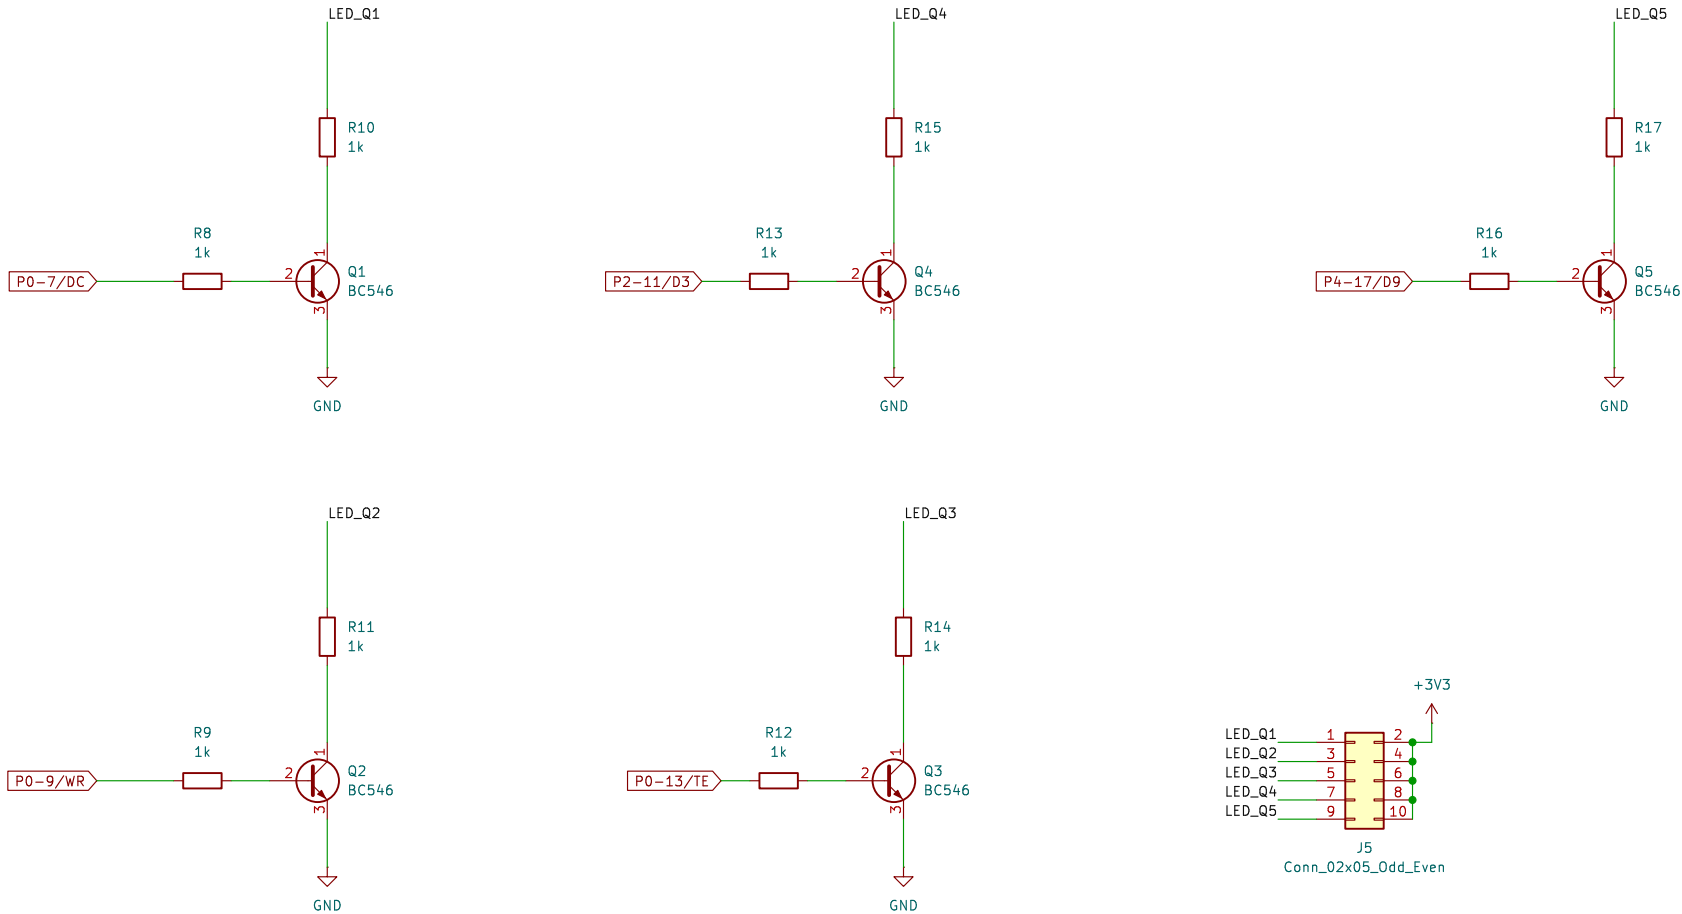 LED_Q1
R10
1k
R8
1k
P0-7/DC
1
2
3
Q1
BC546
GND
LED_Q4
R15
1k
R13
1k
P2-11/D3
1
2
3
Q4
BC546
GND
LED_Q5
R17
1k
R16
1k
P4-17/D9
1
2
3
Q5
BC546
GND
LED_Q2
R11
1k
R9
1k
P0-9/WR
1
2
3
Q2
BC546
GND
LED_Q3
R14
1k
R12
1k
P0-13/TE
1
2
3
Q3
BC546
GND
+3V3
LED_Q1 1 2
LED_Q2 3 4
LED_Q3 5 6
LED_Q4 7 8
LED_Q5 9 10
J5
Conn_02x05_Odd_Even